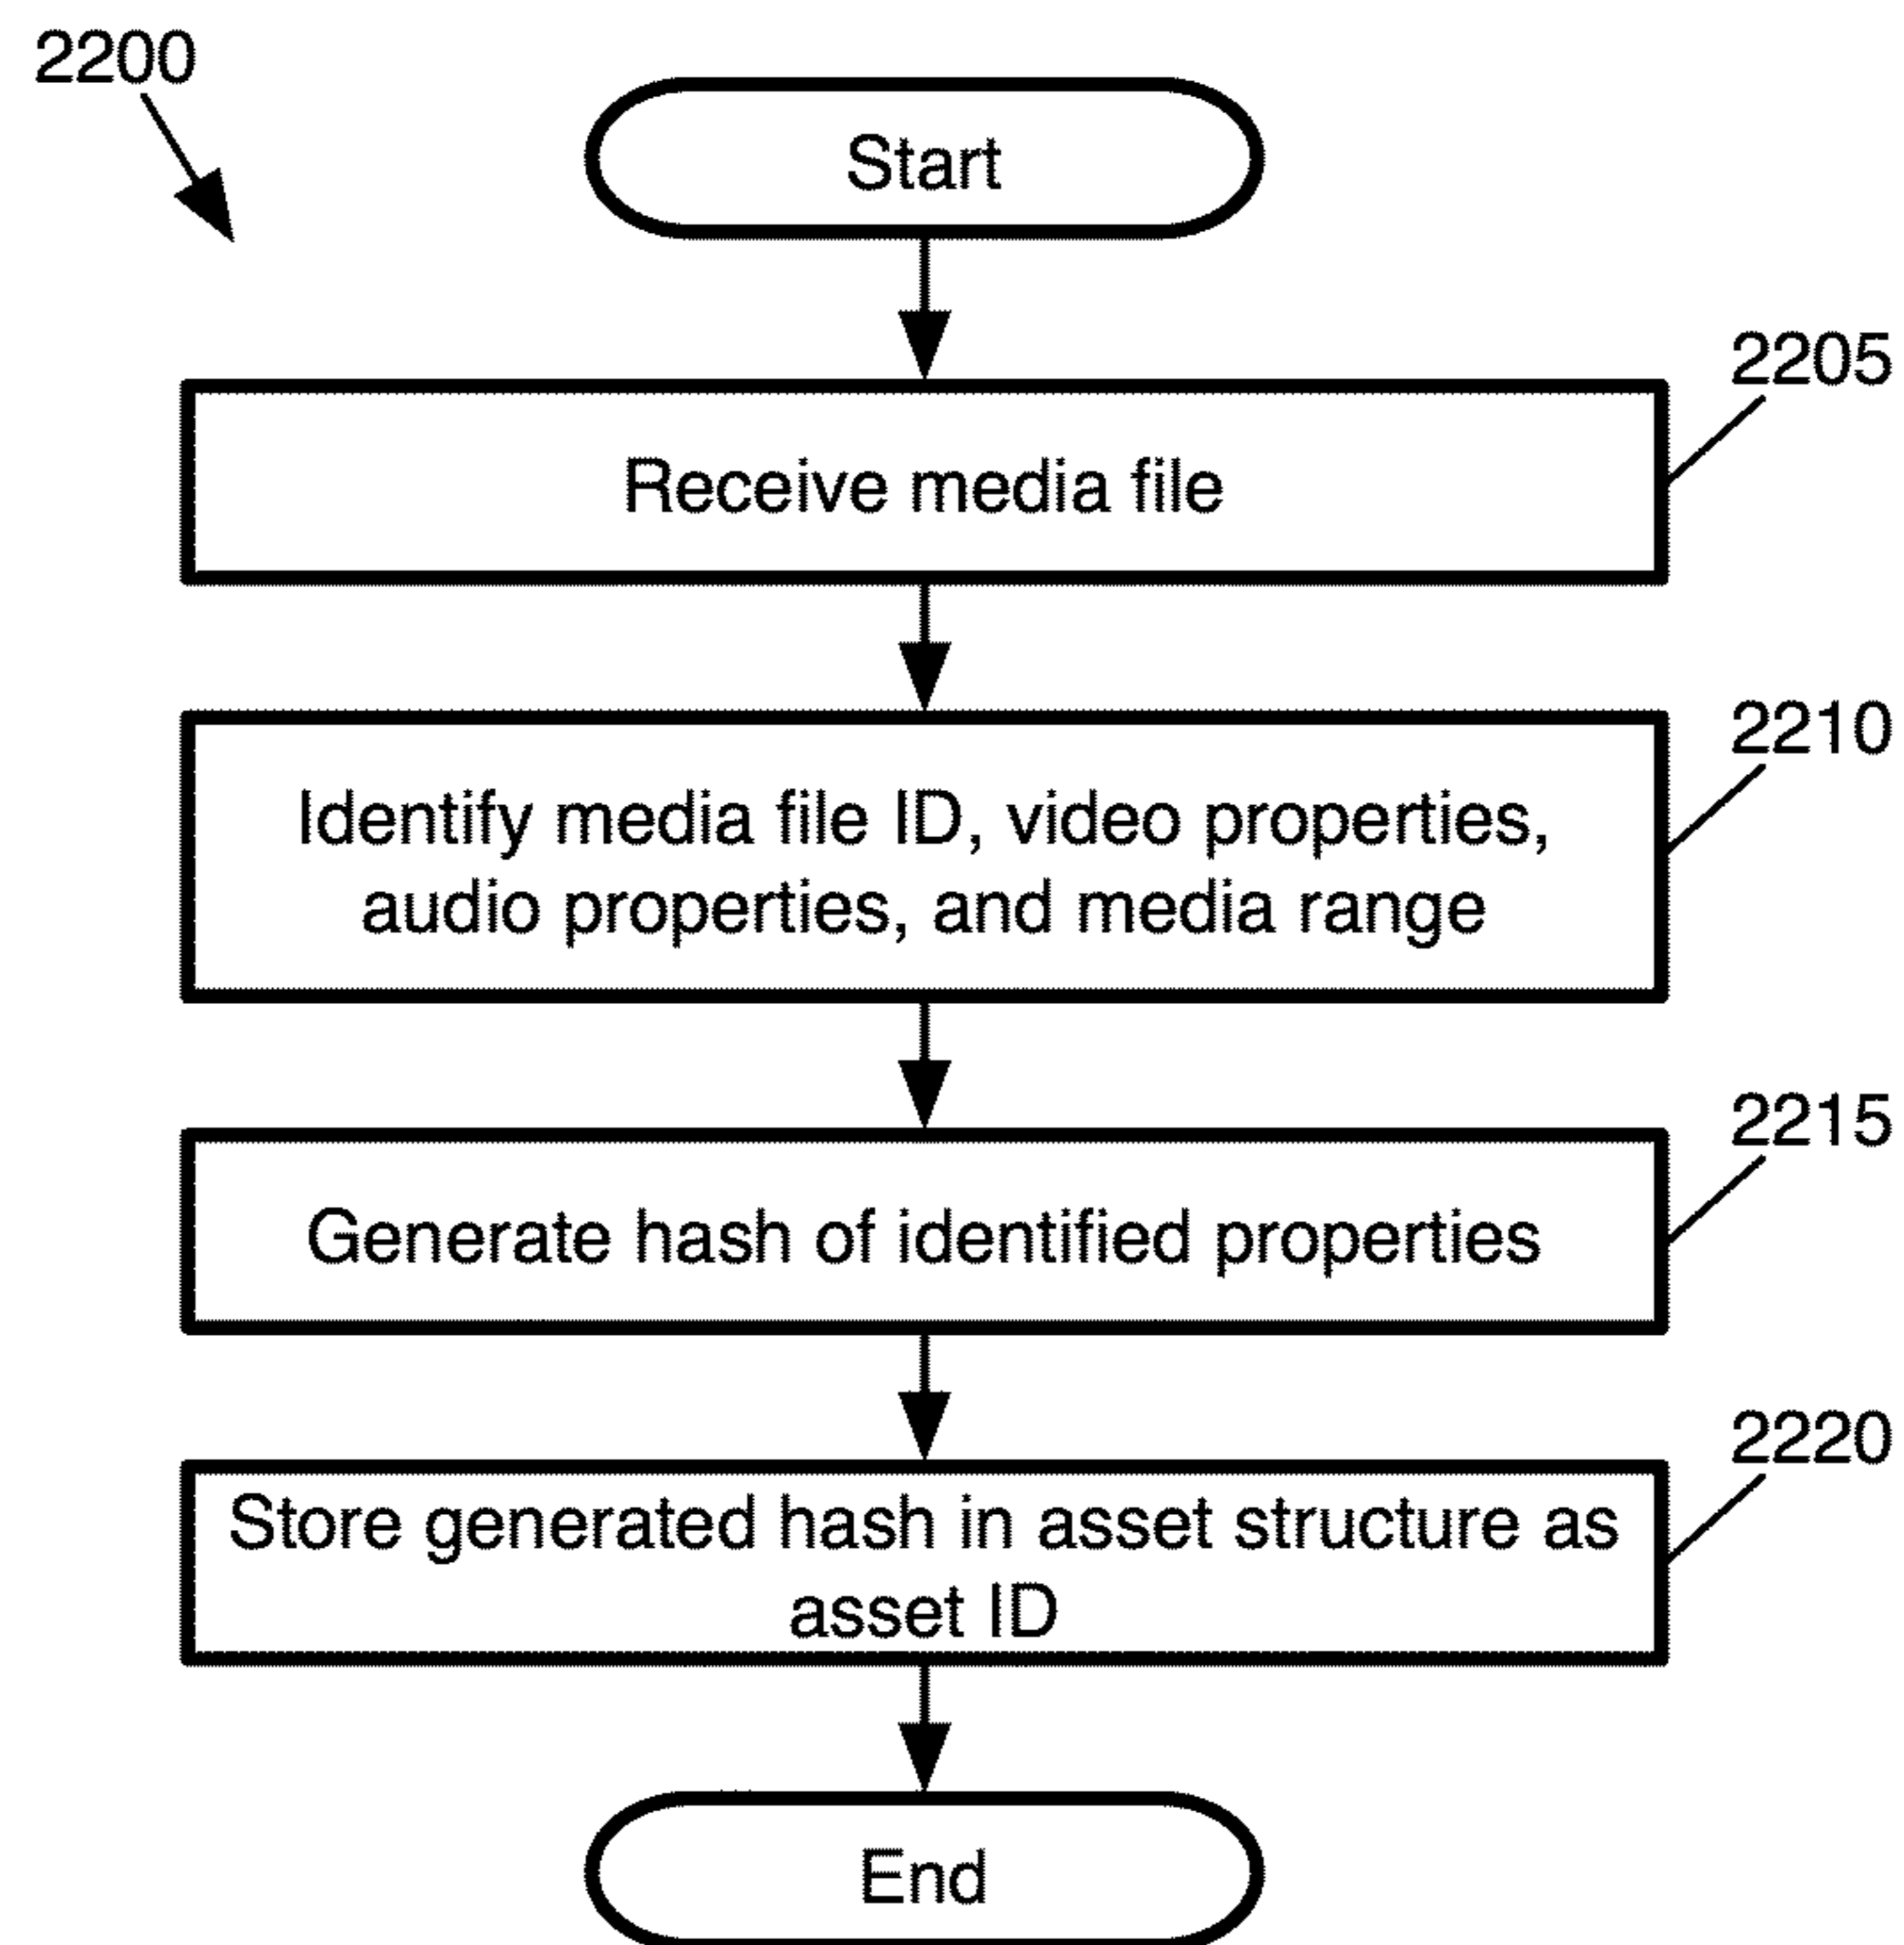 2200
Start
2205
Receive media file
2210
Identify media file ID, video properties,
audio properties, and media range
2215
Generate hash of identified properties
2220
Store generated hash in asset structure as
asset ID
End